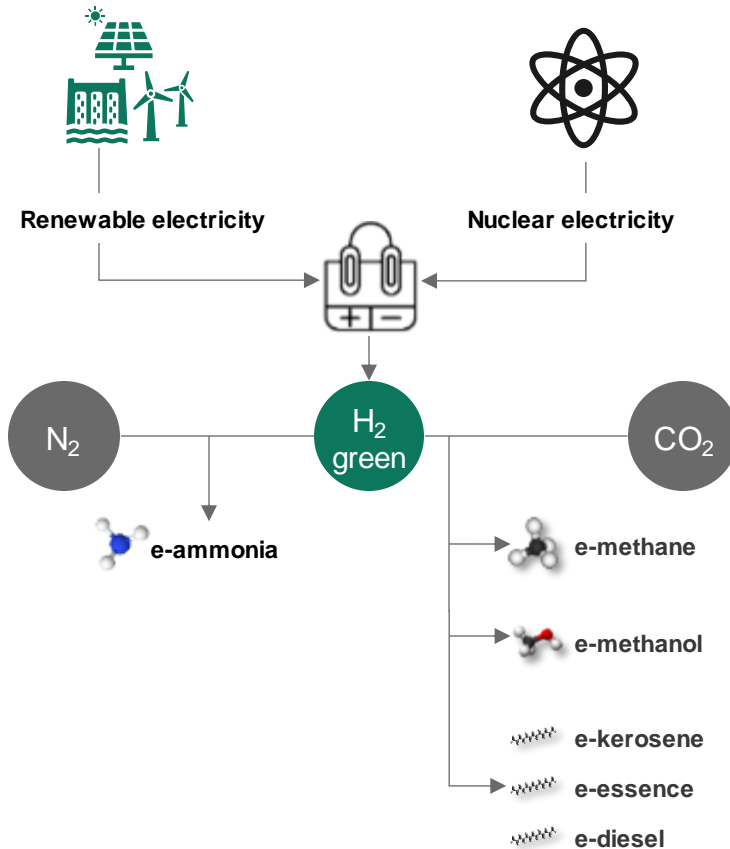 Renewable electricity
Nuclear electricity
+ −
N₂
H₂
green
CO₂
e-ammonia
e-methane
e-methanol
e-kerosene
e-essence
e-diesel